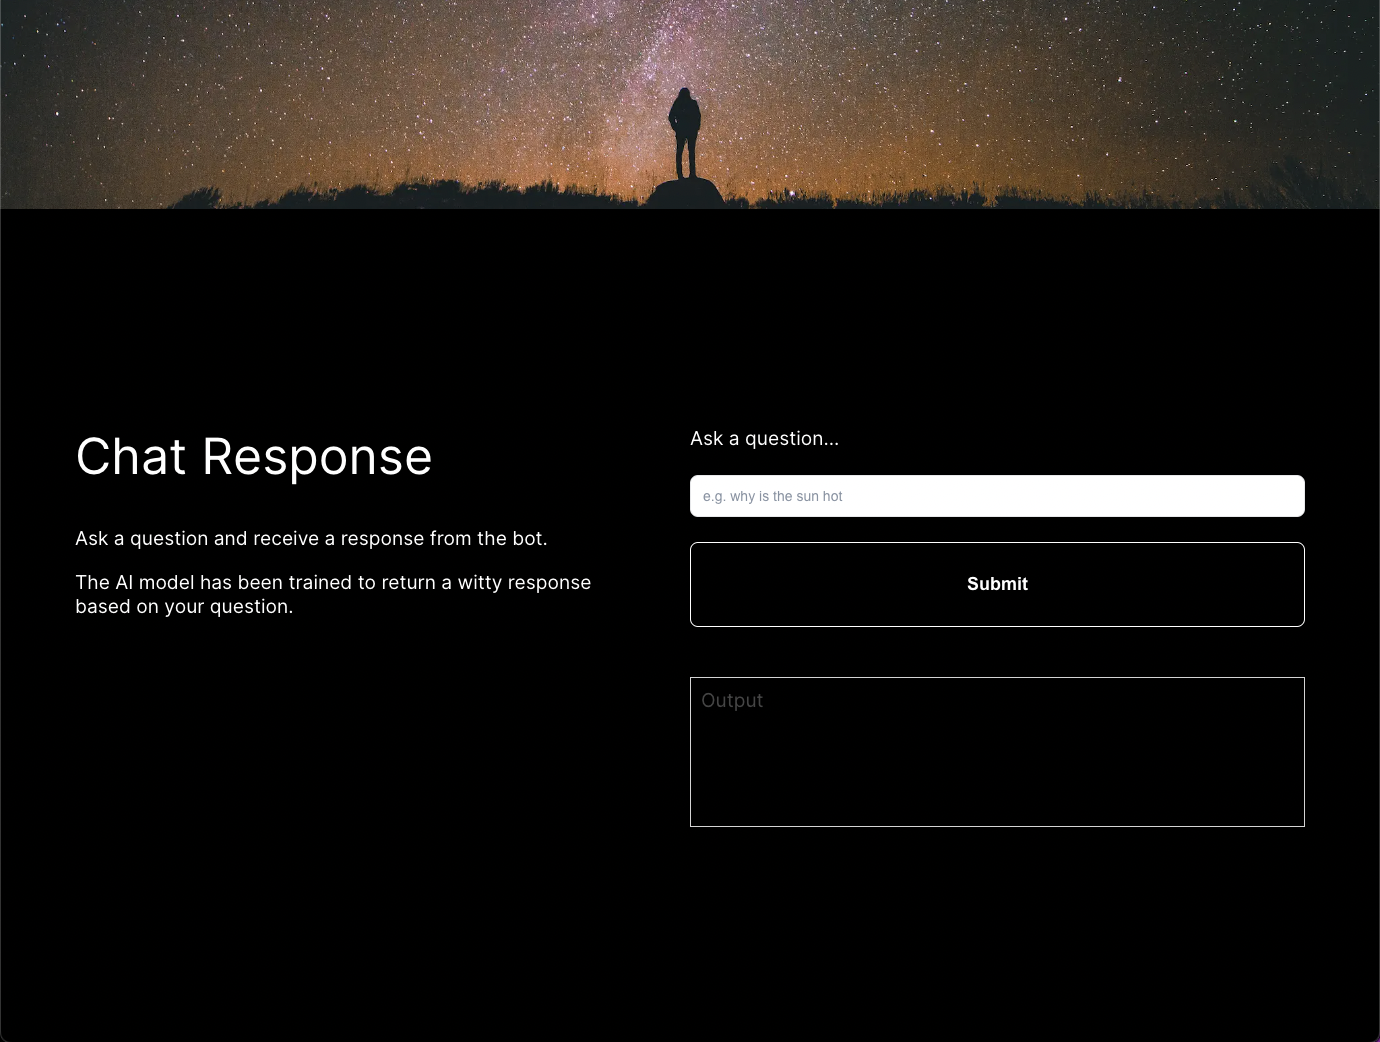 Chat Response
Ask a question and receive a response from the bot.
The AI model has been trained to return a witty response
based on your question.
Ask a question...
e.g. why is the sun hot
Submit
Output